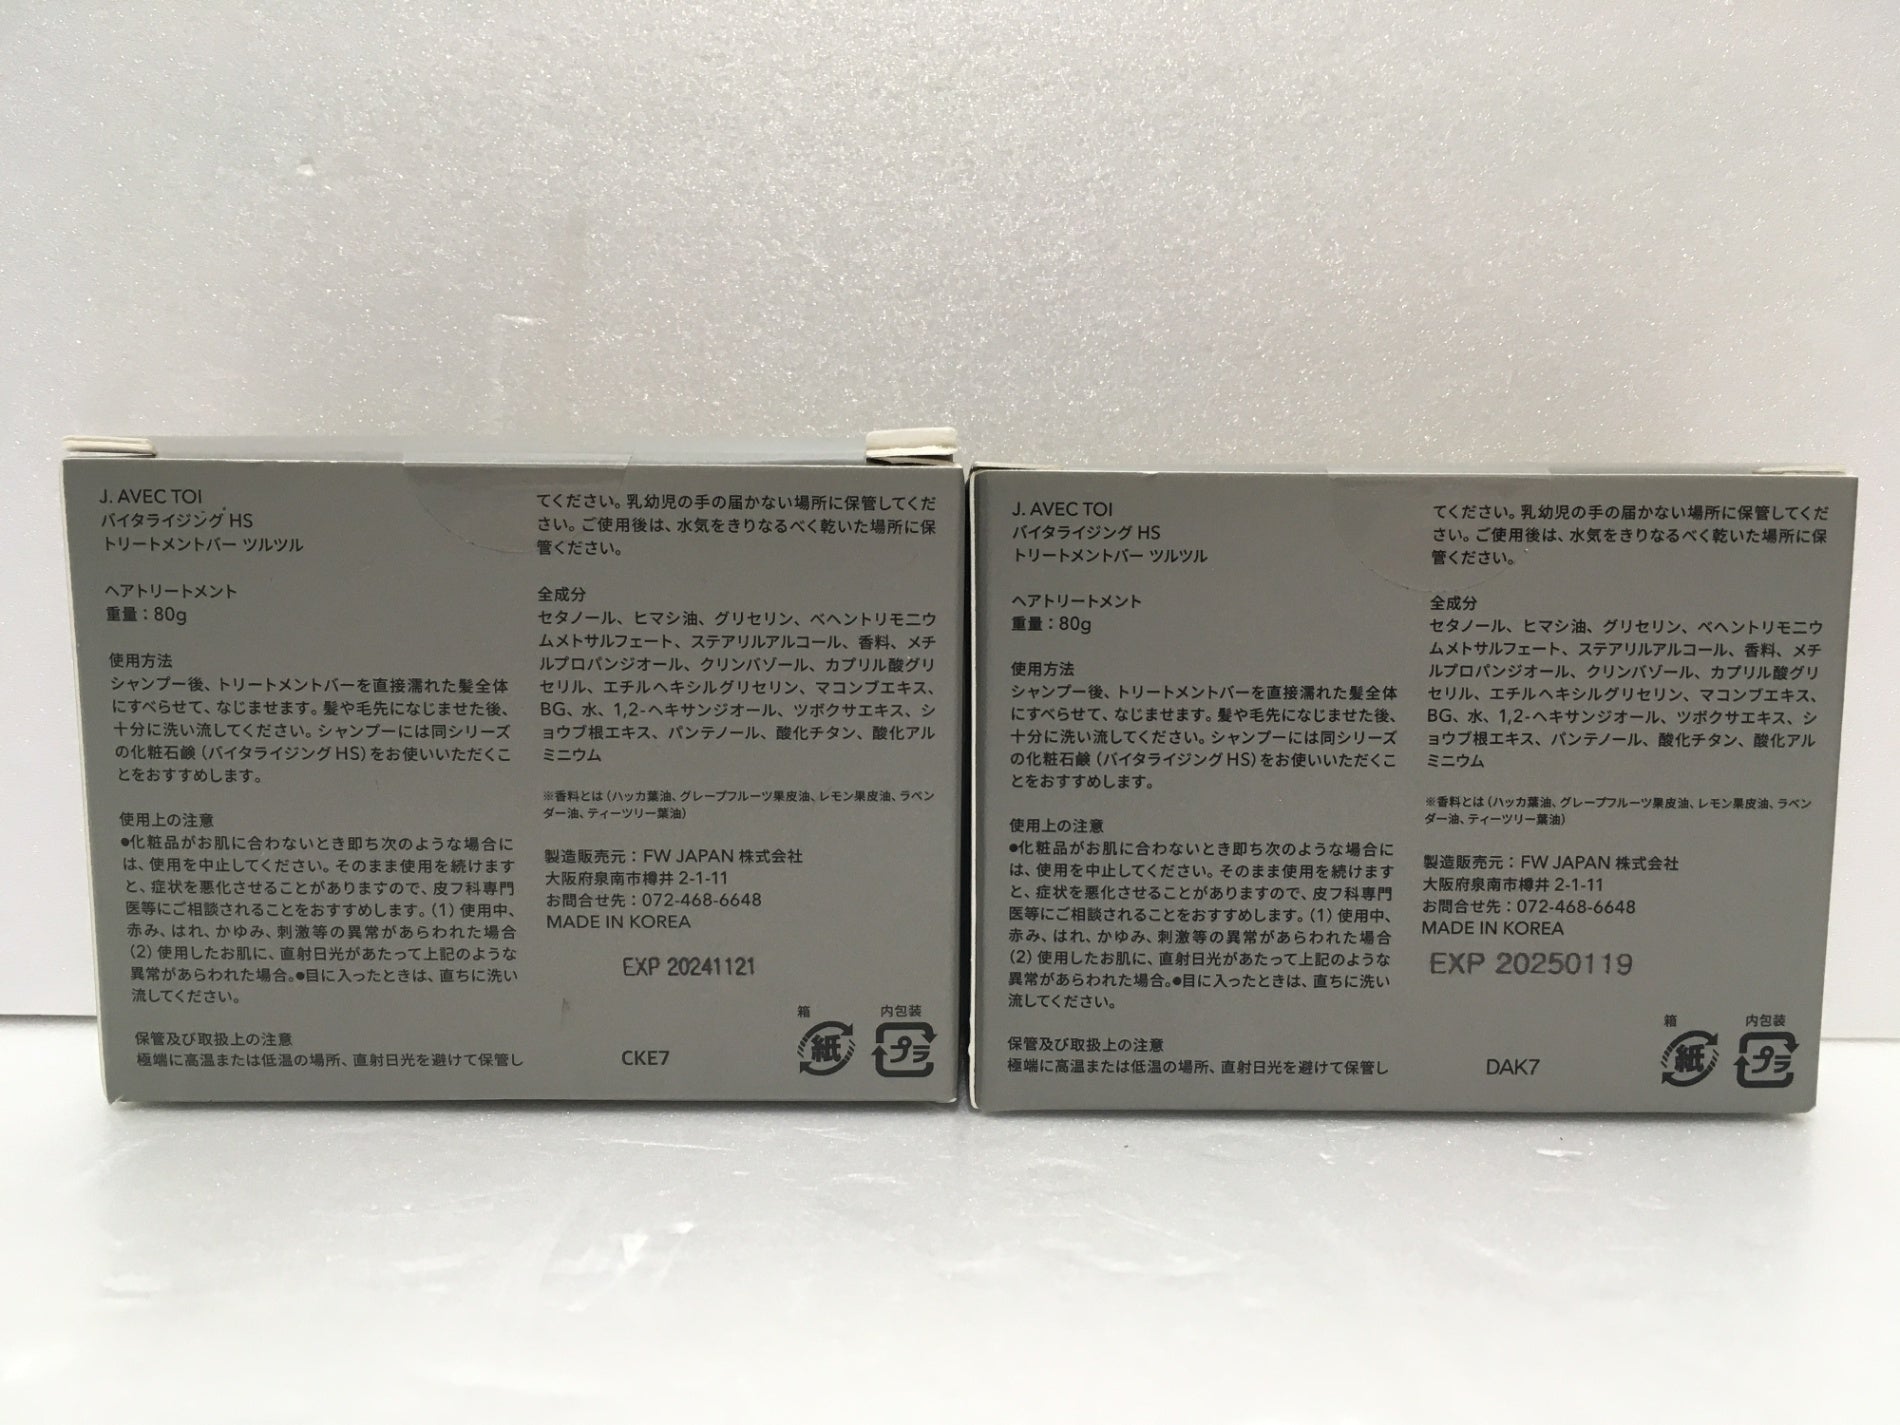 J. AVEC TOI
バイタライジング HS
トリートメントバー ツルツル
ヘアトリートメント
重量：80g
使用方法
シャンプー後、トリートメントバーを直接濡れた髪全体
にすべらせて、なじませます。髪や毛先になじませた後、
十分に洗い流してください。シャンプーには同シリーズ
の化粧石鹸（バイタライジングHS）をお使いいただくこ
とをおすすめします。
使用上の注意
●化粧品がお肌に合わないとき即ち次のような場合に
は、使用を中止してください。そのまま使用を続けます
と、症状を悪化させることがありますので、皮フ科専門
医等にご相談されることをおすすめします。（1）使用中、
赤み、はれ、かゆみ、刺激等の異常があらわれた場合
（2）使用したお肌に、直射日光があたって上記のような
異常があらわれた場合。●目に入ったときは、直ちに洗い
流してください。
保管及び取扱上の注意
極端に高温または低温の場所、直射日光を避けて保管し
てください。乳幼児の手の届かない場所に保管してくだ
さい。ご使用後は、水気をきりなるべく乾いた場所に保
管ください。
全成分
セタノール、ヒマシ油、グリセリン、ベヘントリモニウ
ムメトサルフェート、ステアリルアルコール、香料、メチ
ルプロパンジオール、クリンバゾール、カプリル酸グリ
セリル、エチルヘキシルグリセリン、マコンブエキス、
BG、水、1,2-ヘキサンジオール、ツボクサエキス、シ
ョウブ根エキス、パンテノール、酸化チタン、酸化アル
ミニウム
※香料とは（ハッカ葉油、グレープフルーツ果皮油、レモン果皮油、ラベン
ダー油、ティーツリー葉油）
製造販売元：FW JAPAN 株式会社
大阪府泉南市樽井 2-1-11
お問合せ先：072-468-6648
MADE IN KOREA
EXP 20241121
CKE7
箱
紙
内包装
プラ
J. AVEC TOI
バイタライジング HS
トリートメントバー ツルツル
ヘアトリートメント
重量：80g
使用方法
シャンプー後、トリートメントバーを直接濡れた髪全体
にすべらせて、なじませます。髪や毛先になじませた後、
十分に洗い流してください。シャンプーには同シリーズ
の化粧石鹸（バイタライジングHS）をお使いいただくこ
とをおすすめします。
使用上の注意
●化粧品がお肌に合わないとき即ち次のような場合に
は、使用を中止してください。そのまま使用を続けます
と、症状を悪化させることがありますので、皮フ科専門
医等にご相談されることをおすすめします。（1）使用中、
赤み、はれ、かゆみ、刺激等の異常があらわれた場合
（2）使用したお肌に、直射日光があたって上記のような
異常があらわれた場合。●目に入ったときは、直ちに洗い
流してください。
保管及び取扱上の注意
極端に高温または低温の場所、直射日光を避けて保管し
てください。乳幼児の手の届かない場所に保管してくだ
さい。ご使用後は、水気をきりなるべく乾いた場所に保
管ください。
全成分
セタノール、ヒマシ油、グリセリン、ベヘントリモニウ
ムメトサルフェート、ステアリルアルコール、香料、メチ
ルプロパンジオール、クリンバゾール、カプリル酸グリ
セリル、エチルヘキシルグリセリン、マコンブエキス、
BG、水、1,2-ヘキサンジオール、ツボクサエキス、シ
ョウブ根エキス、パンテノール、酸化チタン、酸化アル
ミニウム
※香料とは（ハッカ葉油、グレープフルーツ果皮油、レモン果皮油、ラベン
ダー油、ティーツリー葉油）
製造販売元：FW JAPAN 株式会社
大阪府泉南市樽井 2-1-11
お問合せ先：072-468-6648
MADE IN KOREA
EXP 20250119
DAK7
箱
紙
内包装
プラ